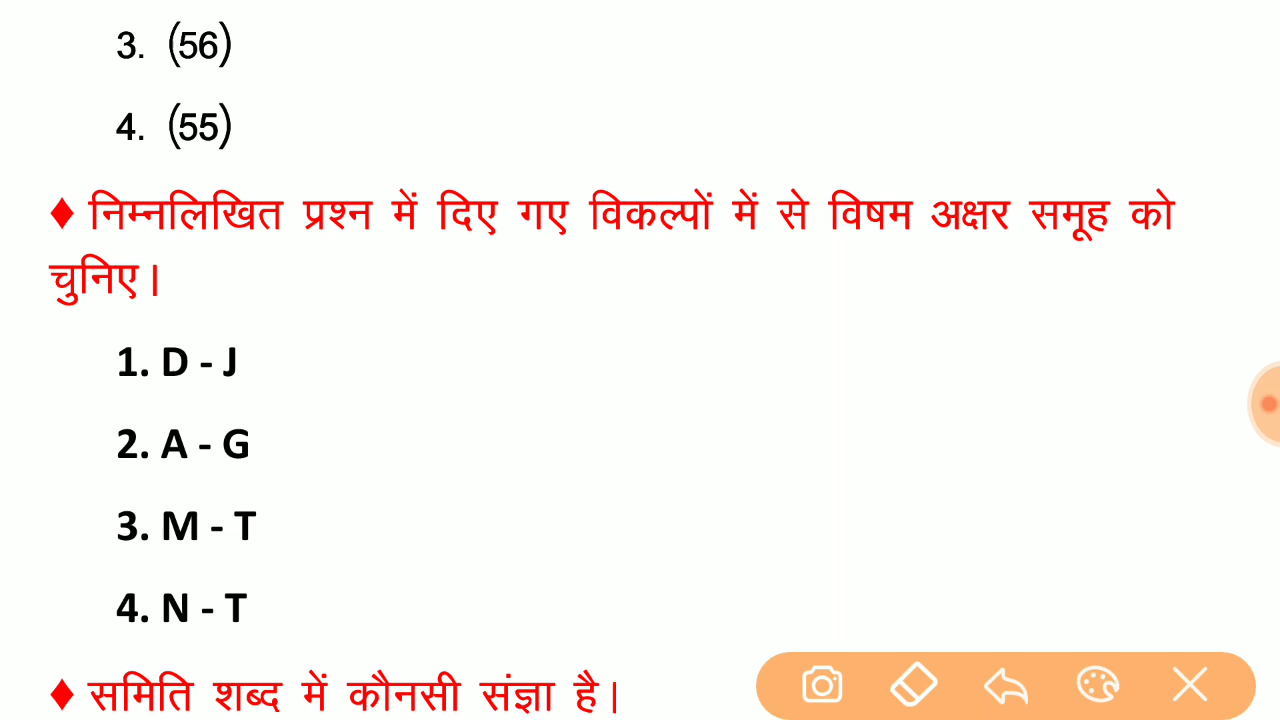 3. (56)
4. (55)
♦ निम्नलिखित प्रश्न में दिए गए विकल्पों में से विषम अक्षर समूह को
चुनिए।
1. D - J
2. A - G
3. M - T
4. N - T
♦ समिति शब्द में कौनसी संज्ञा है।